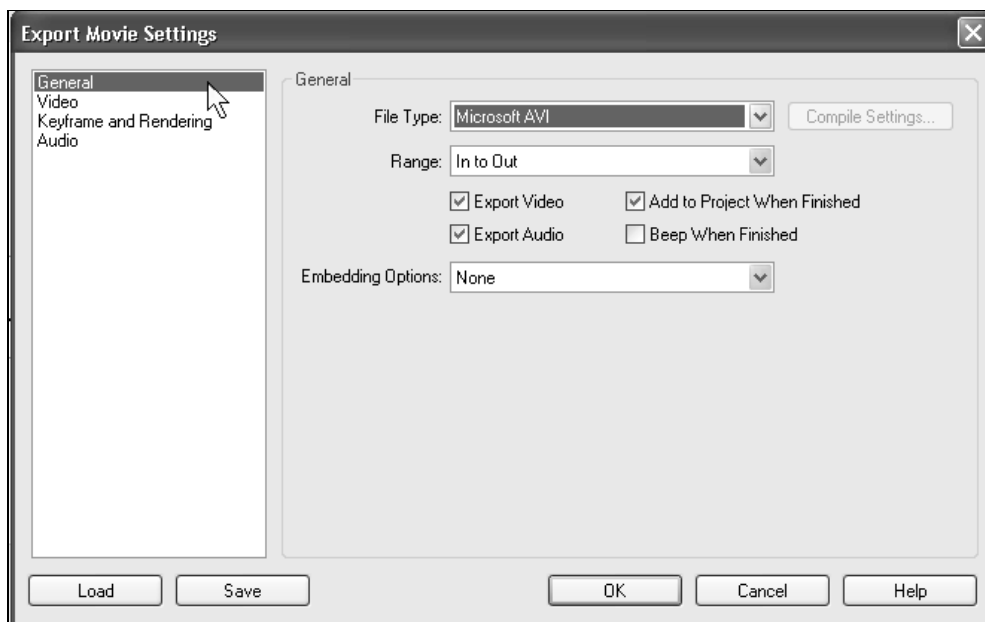 Export Movie Settings
General
Video
Keyframe and Rendering
Audio
General
File Type: Microsoft AVI Compile Settings...
Range: In to Out
Export Video Add to Project When Finished
Export Audio Beep When Finished
Embedding Options: None
Load Save OK Cancel Help